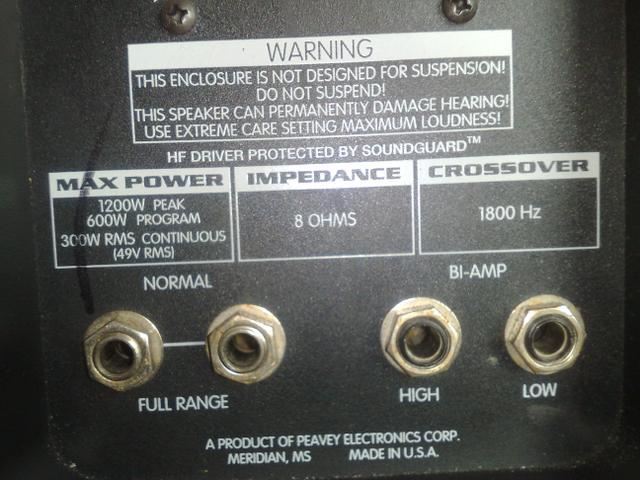 WARNING
THIS ENCLOSURE IS NOT DESIGNED FOR SUSPENSION!
DO NOT SUSPEND!
THIS SPEAKER CAN PERMANENTLY DAMAGE HEARING!
USE EXTREME CARE SETTING MAXIMUM LOUDNESS!
HF DRIVER PROTECTED BY SOUNDGUARD™
MAX POWER
1200W PEAK
600W PROGRAM
300W RMS CONTINUOUS
(49V RMS)
IMPEDANCE
8 OHMS
CROSSOVER
1800 Hz
NORMAL
BI-AMP
FULL RANGE
HIGH
LOW
A PRODUCT OF PEAVEY ELECTRONICS CORP.
MERIDIAN, MS MADE IN U.S.A.